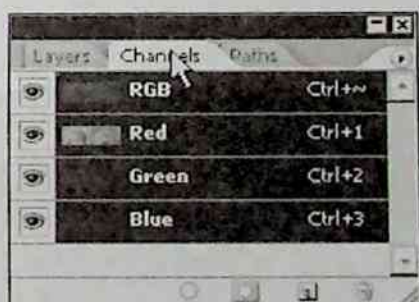 Layers Channels Paths
RGB Ctrl+~
Red Ctrl+1
Green Ctrl+2
Blue Ctrl+3